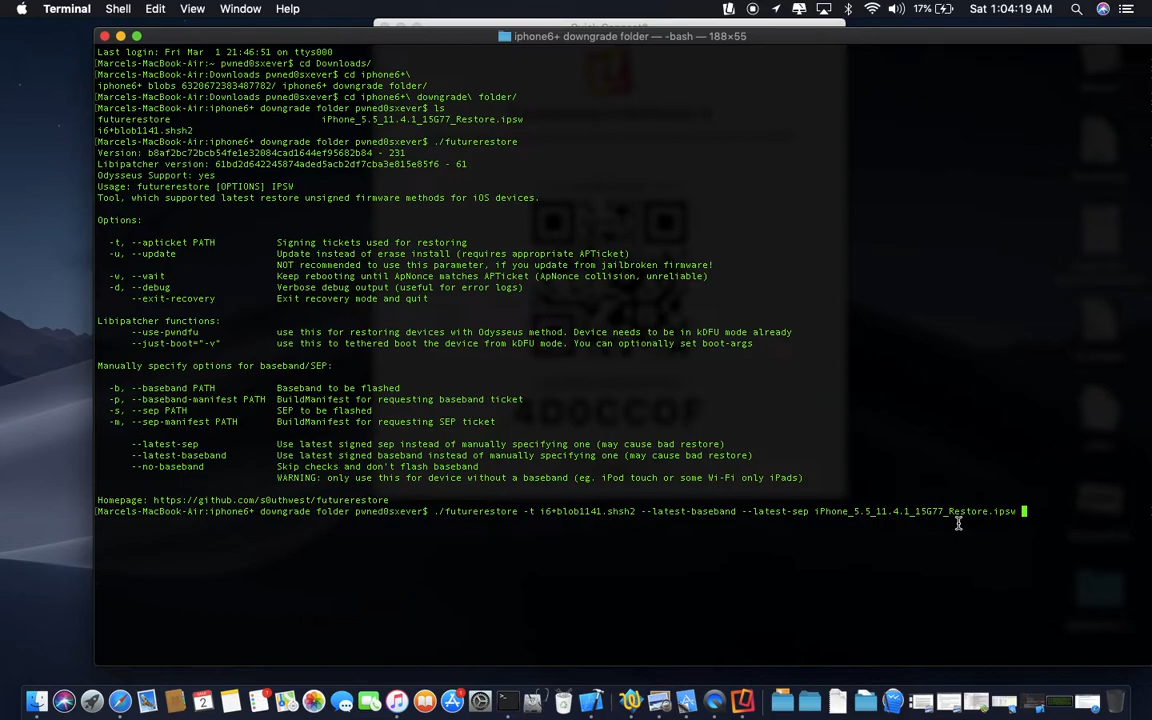 Terminal Shell Edit View Window Help 17% Sat 1:04:19 AM
iphone6+ downgrade folder — -bash — 188×55
Last login: Fri Mar  1 21:46:51 on ttys000
[Marcels-MacBook-Air:~ pwned0sxever$ cd Downloads/
[Marcels-MacBook-Air:Downloads pwned0sxever$ cd iphone6+\
iphone6+ blobs 6320672383487782/ iphone6+ downgrade folder/
[Marcels-MacBook-Air:Downloads pwned0sxever$ cd iphone6+\ downgrade\ folder/
[Marcels-MacBook-Air:iphone6+ downgrade folder pwned0sxever$ ls
futurerestore iPhone_5.5_11.4.1_15G77_Restore.ipsw
i6+blob1141.shsh2
[Marcels-MacBook-Air:iphone6+ downgrade folder pwned0sxever$ ./futurerestore
Version: b8af2bc72bcb54fe1e32084cad1644ef95682b84 - 231
Libipatcher version: 61bd2d642245874aded5acb2df7cba3e815e85f6 - 61
Odysseus Support: yes
Usage: futurerestore [OPTIONS] IPSW
Tool, which supported latest restore unsigned firmware methods for iOS devices.
Options:
-t, --apticket PATH Signing tickets used for restoring
-u, --update Update instead of erase install (requires appropriate APTicket)
NOT recommended to use this parameter, if you update from jailbroken firmware!
-w, --wait Keep rebooting until ApNonce matches APTicket (ApNonce collision, unreliable)
-d, --debug Verbose debug output (useful for error logs)
--exit-recovery Exit recovery mode and quit
Libipatcher functions:
--use-pwndfu use this for restoring devices with Odysseus method. Device needs to be in kDFU mode already
--just-boot="-v" use this to tethered boot the device from kDFU mode. You can optionally set boot-args
Manually specify options for baseband/SEP:
-b, --baseband PATH Baseband to be flashed
-p, --baseband-manifest PATH BuildManifest for requesting baseband ticket
-s, --sep PATH SEP to be flashed
-m, --sep-manifest PATH BuildManifest for requesting SEP ticket
--latest-sep Use latest signed sep instead of manually specifying one (may cause bad restore)
--latest-baseband Use latest signed baseband instead of manually specifying one (may cause bad restore)
--no-baseband Skip checks and don't flash baseband
WARNING: only use this for device without a baseband (eg. iPod touch or some Wi-Fi only iPads)
Homepage: https://github.com/s0uthwest/futurerestore
[Marcels-MacBook-Air:iphone6+ downgrade folder pwned0sxever$ ./futurerestore -t i6+blob1141.shsh2 --latest-baseband --latest-sep iPhone_5.5_11.4.1_15G77_Restore.ipsw